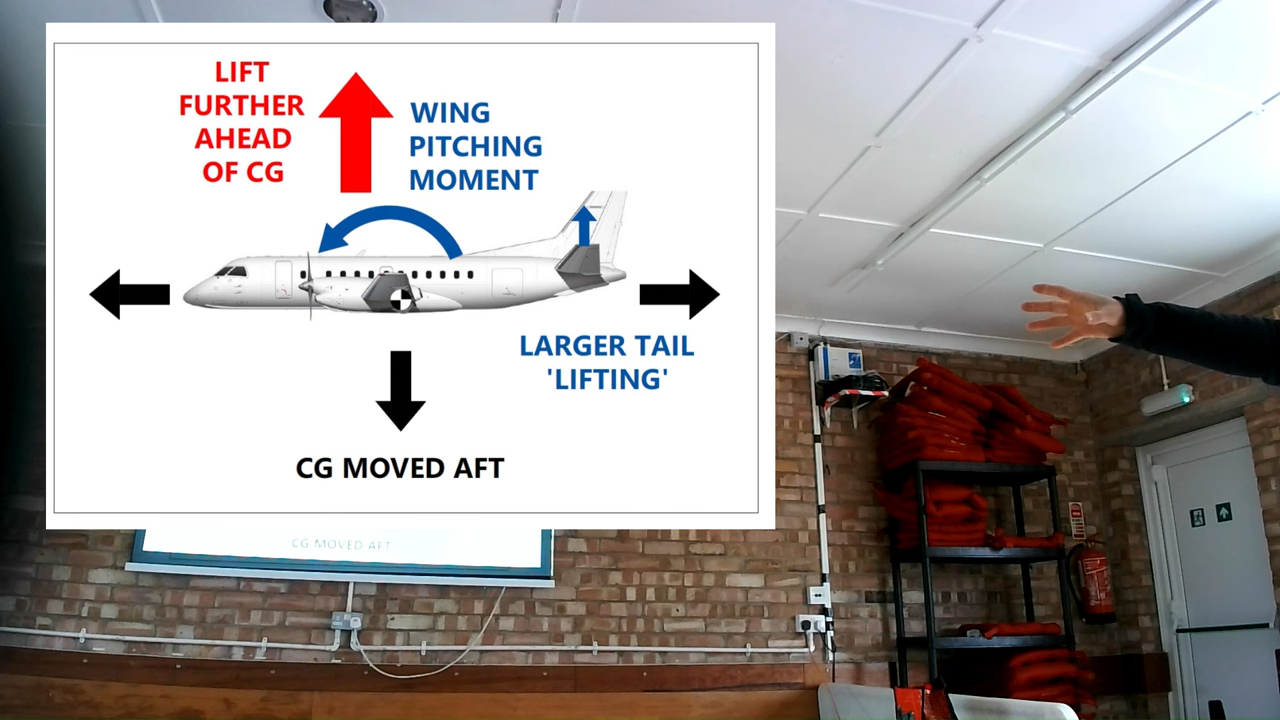 LIFT
FURTHER
AHEAD
OF CG
WING
PITCHING
MOMENT
LARGER TAIL
'LIFTING'
CG MOVED AFT
CG MOVED AFT